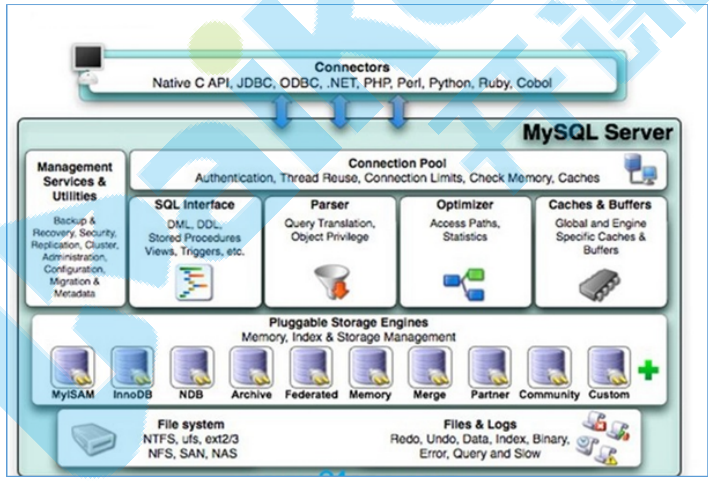 Connectors
Native C API, JDBC, ODBC, .NET, PHP, Perl, Python, Ruby, Cobol
MySQL Server
Management
Services &
Utilities
Backup &
Recovery, Security,
Replication, Cluster,
Administration,
Configuration,
Migration &
Metadata
Connection Pool
Authentication, Thread Reuse, Connection Limits, Check Memory, Caches
SQL Interface
DML, DDL,
Stored Procedures
Views, Triggers, etc.
Parser
Query Translation,
Object Privilege
Optimizer
Access Paths,
Statistics
Caches & Buffers
Global and Engine
Specific Caches &
Buffers
Pluggable Storage Engines
Memory, Index & Storage Management
MyISAM
InnoDB
NDB
Archive
Federated
Memory
Merge
Partner
Community
Custom
File system
NTFS, ufs, ext2/3
NFS, SAN, NAS
Files & Logs
Redo, Undo, Data, Index, Binary,
Error, Query and Slow